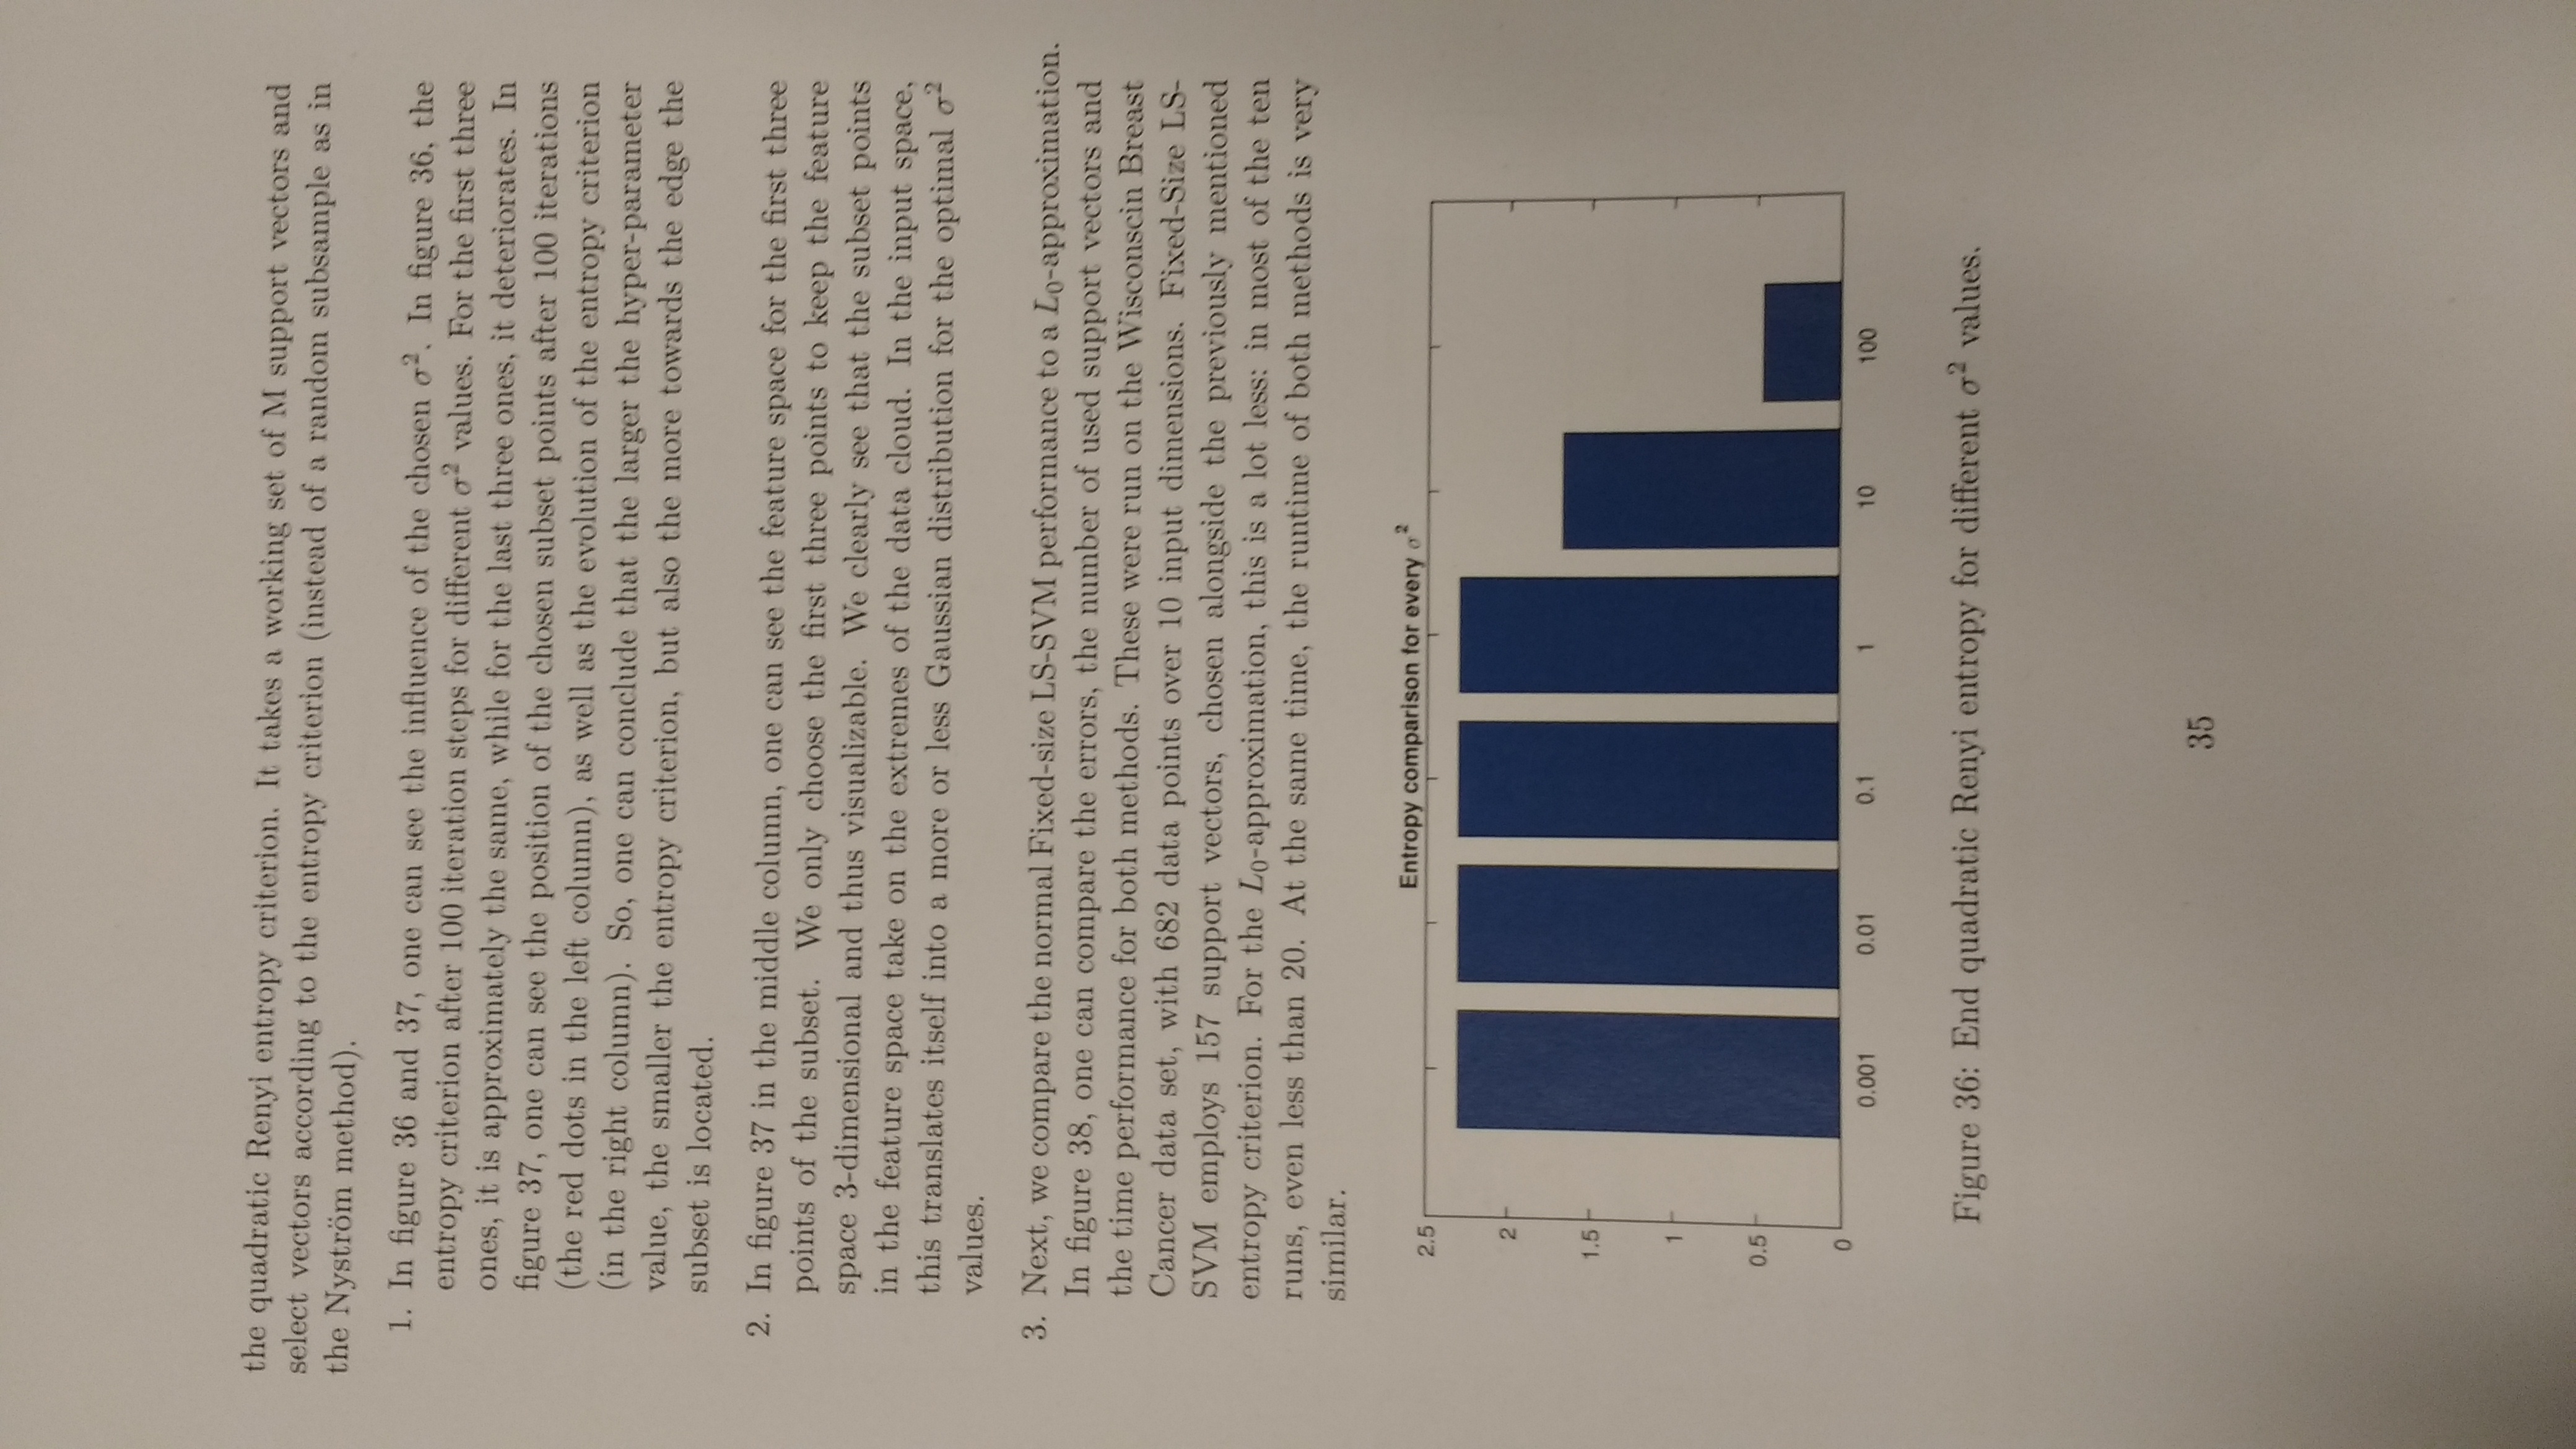 the quadratic Renyi entropy criterion. It takes a working set of M support vectors and
select vectors according to the entropy criterion (instead of a random subsample as in
the Nyström method).
1. In figure 36 and 37, one can see the influence of the chosen σ². In figure 36, the
entropy criterion after 100 iteration steps for different σ² values. For the first three
ones, it is approximately the same, while for the last three ones, it deteriorates. In
figure 37, one can see the position of the chosen subset points after 100 iterations
(the red dots in the left column), as well as the evolution of the entropy criterion
(in the right column). So, one can conclude that the larger the hyper-parameter
value, the smaller the entropy criterion, but also the more towards the edge the
subset is located.
2. In figure 37 in the middle column, one can see the feature space for the first three
points of the subset. We only choose the first three points to keep the feature
space 3-dimensional and thus visualizable. We clearly see that the subset points
in the feature space take on the extremes of the data cloud. In the input space,
this translates itself into a more or less Gaussian distribution for the optimal σ²
values.
3. Next, we compare the normal Fixed-size LS-SVM performance to a L₀-approximation.
In figure 38, one can compare the errors, the number of used support vectors and
the time performance for both methods. These were run on the Wisconscin Breast
Cancer data set, with 682 data points over 10 input dimensions. Fixed-Size LS-
SVM employs 157 support vectors, chosen alongside the previously mentioned
entropy criterion. For the L₀-approximation, this is a lot less: in most of the ten
runs, even less than 20. At the same time, the runtime of both methods is very
similar.
Entropy comparison for every σ²
2.5
2
1.5
1
0.5
0
0.001 0.01 0.1 1 10 100
Figure 36: End quadratic Renyi entropy for different σ² values.
35